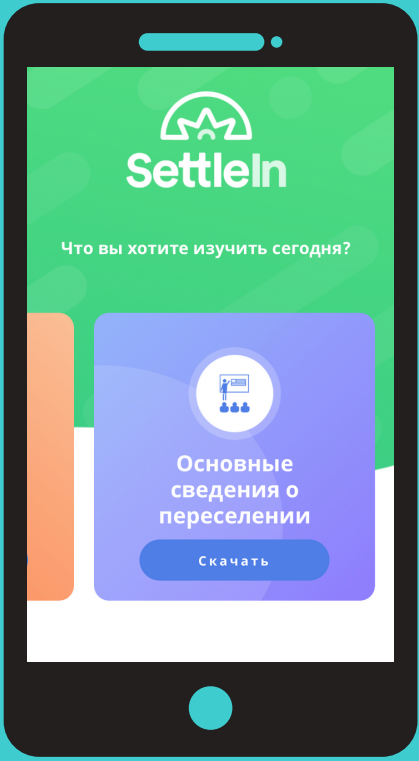 SettleIn
Что вы хотите изучить сегодня?
Основные
сведения о
переселении
Скачать